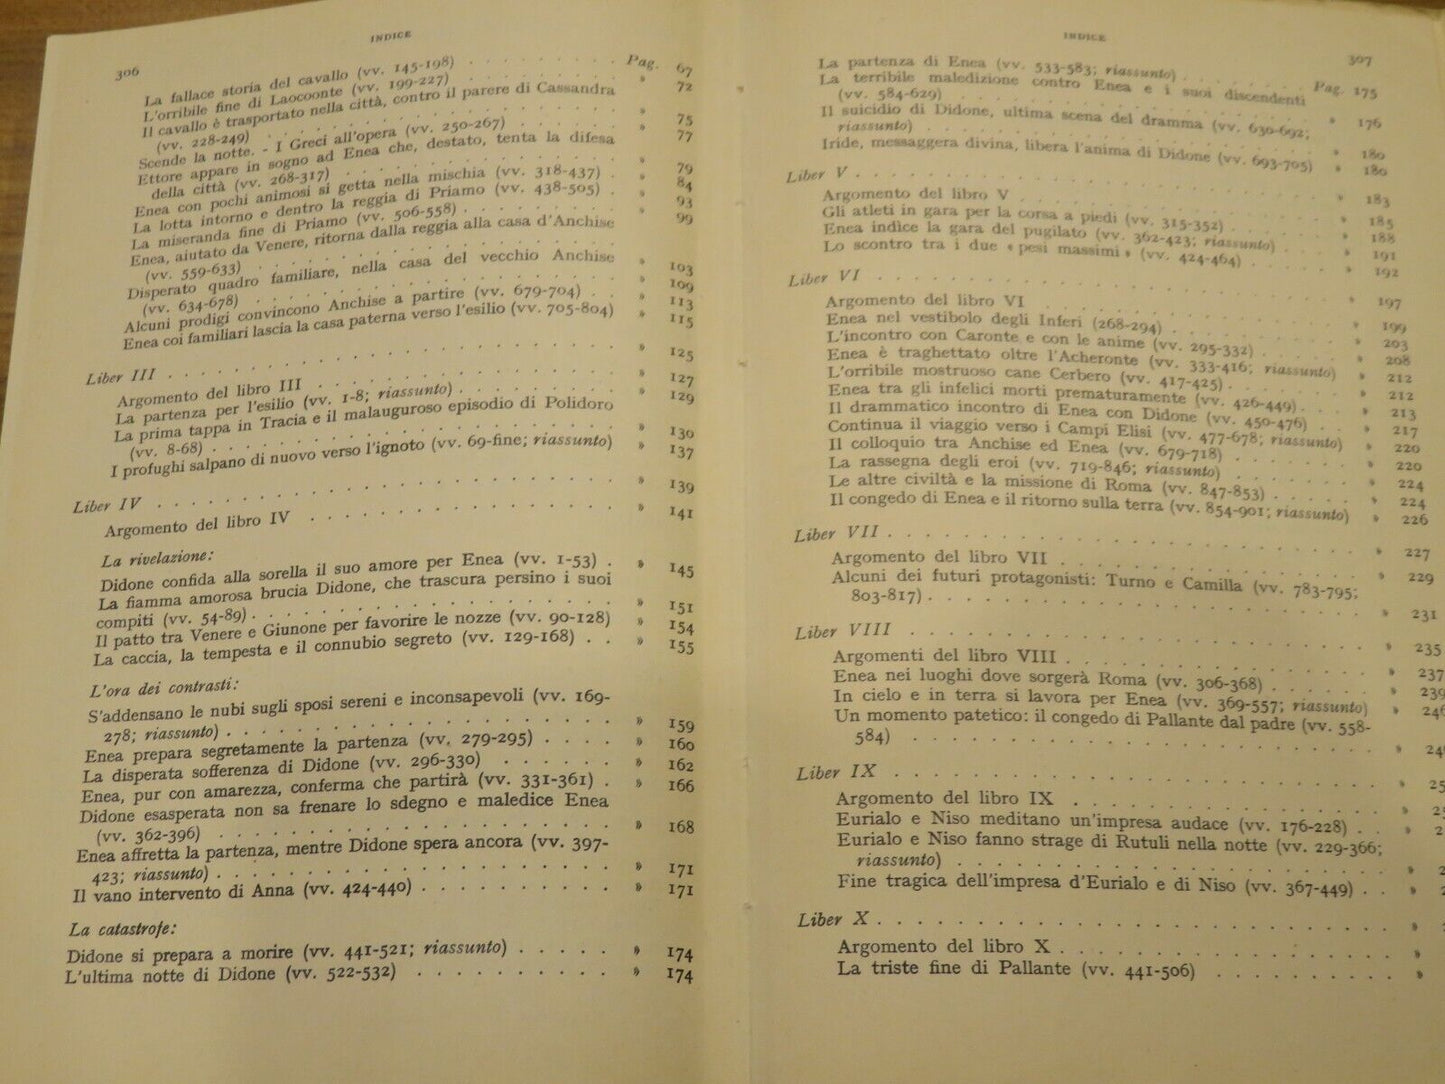 306
INDICE
Pag.
La fallace storia del cavallo (vv. 145-198) . . . . . . . 67
L'orribile fine di Laocoonte (vv. 199-227) . . . . . . . » 72
Il cavallo è trasportato nella città, contro il parere di Cassandra
(vv. 228-249) . . . . . . . » 75
Scende la notte. - I Greci all'opera (vv. 250-267) . . . . » 77
Ettore appare in sogno ad Enea che, destato, tenta la difesa
della città (vv. 268-317) . . . . . . . » 79
Enea con pochi animosi si getta nella mischia (vv. 318-437) . » 84
La lotta intorno e dentro la reggia di Priamo (vv. 438-505) . » 93
La miseranda fine di Priamo (vv. 506-558) . . . . . . » 99
Enea, aiutato da Venere, ritorna dalla reggia alla casa d'Anchise
(vv. 559-633) . . . . . . . » 103
Disperato quadro familiare, nella casa del vecchio Anchise
(vv. 634-678) . . . . . . . » 109
Alcuni prodigi convincono Anchise a partire (vv. 679-704) . . » 113
Enea coi familiari lascia la casa paterna verso l'esilio (vv. 705-804) » 115
Liber III . . . . . . . » 125
Argomento del libro III . . . . . . . » 127
La partenza per l'esilio (vv. 1-8; riassunto) . . . . . . » 129
La prima tappa in Tracia e il malauguroso episodio di Polidoro
(vv. 8-68) . . . . . . . » 130
I profughi salpano di nuovo verso l'ignoto (vv. 69-fine; riassunto) » 137
Liber IV . . . . . . . » 139
Argomento del libro IV . . . . . . . » 141
La rivelazione:
Didone confida alla sorella il suo amore per Enea (vv. 1-53) . » 145
La fiamma amorosa brucia Didone, che trascura persino i suoi
compiti (vv. 54-89) . . . . . . . » 151
Il patto tra Venere e Giunone per favorire le nozze (vv. 90-128) » 154
La caccia, la tempesta e il connubio segreto (vv. 129-168) . . » 155
L'ora dei contrasti:
S'addensano le nubi sugli sposi sereni e inconsapevoli (vv. 169-
278; riassunto) . . . . . . . » 159
Enea prepara segretamente la partenza (vv. 279-295) . . . . » 160
La disperata sofferenza di Didone (vv. 296-330) . . . . . . » 162
Enea, pur con amarezza, conferma che partirà (vv. 331-361) . » 166
Didone esasperata non sa frenare lo sdegno e maledice Enea
(vv. 362-396) . . . . . . . » 168
Enea affretta la partenza, mentre Didone spera ancora (vv. 397-
423; riassunto) . . . . . . . » 171
Il vano intervento di Anna (vv. 424-440) . . . . . . . » 171
La catastrofe:
Didone si prepara a morire (vv. 441-521; riassunto) . . . . . » 174
L'ultima notte di Didone (vv. 522-532) . . . . . . . » 174
INDICE
307
La partenza di Enea (vv. 533-583; riassunto) . . . . Pag. 175
La terribile maledizione contro Enea e i suoi discendenti
(vv. 584-629) . . . . . . . » 176
Il suicidio di Didone, ultima scena del dramma (vv. 630-692;
riassunto) . . . . . . . » 180
Iride, messaggera divina, libera l'anima di Didone (vv. 693-705) » 180
Liber V . . . . . . . » 183
Argomento del libro V . . . . . . . » 185
Gli atleti in gara per la corsa a piedi (vv. 315-352) . . . . » 188
Enea indice la gara del pugilato (vv. 362-423; riassunto) . . » 191
Lo scontro tra i due « pesi massimi » (vv. 424-464) . . . . » 192
Liber VI . . . . . . . » 197
Argomento del libro VI . . . . . . . » 199
Enea nel vestibolo degli Inferi (268-294) . . . . . . . » 203
L'incontro con Caronte e con le anime (vv. 295-332) . . . . » 208
Enea è traghettato oltre l'Acheronte (vv. 333-416; riassunto) » 212
L'orribile mostruoso cane Cerbero (vv. 417-425) . . . . . » 212
Enea tra gli infelici morti prematuramente (vv. 426-449) . . . » 213
Il drammatico incontro di Enea con Didone (vv. 450-476) . . » 217
Continua il viaggio verso i Campi Elisi (vv. 477-678; riassunto) » 220
Il colloquio tra Anchise ed Enea (vv. 679-718) . . . . . » 220
La rassegna degli eroi (vv. 719-846; riassunto) . . . . . » 224
Le altre civiltà e la missione di Roma (vv. 847-853) . . . . » 224
Il congedo di Enea e il ritorno sulla terra (vv. 854-901; riassunto) » 226
Liber VII . . . . . . . » 227
Argomento del libro VII . . . . . . . » 229
Alcuni dei futuri protagonisti: Turno e Camilla (vv. 783-795;
803-817) . . . . . . . » 231
Liber VIII . . . . . . . » 235
Argomenti del libro VIII . . . . . . . » 237
Enea nei luoghi dove sorgerà Roma (vv. 306-368) . . . . . » 239
In cielo e in terra si lavora per Enea (vv. 369-557; riassunto) » 246
Un momento patetico: il congedo di Pallante dal padre (vv. 558-
584) . . . . . . . »
Liber IX . . . . . . . »
Argomento del libro IX . . . . . . . »
Eurialo e Niso meditano un'impresa audace (vv. 176-228) . . »
Eurialo e Niso fanno strage di Rutuli nella notte (vv. 229-366;
riassunto) . . . . . . . »
Fine tragica dell'impresa d'Eurialo e di Niso (vv. 367-449) . . »
Liber X . . . . . . . »
Argomento del libro X . . . . . . . »
La triste fine di Pallante (vv. 441-506) . . . . . . . »